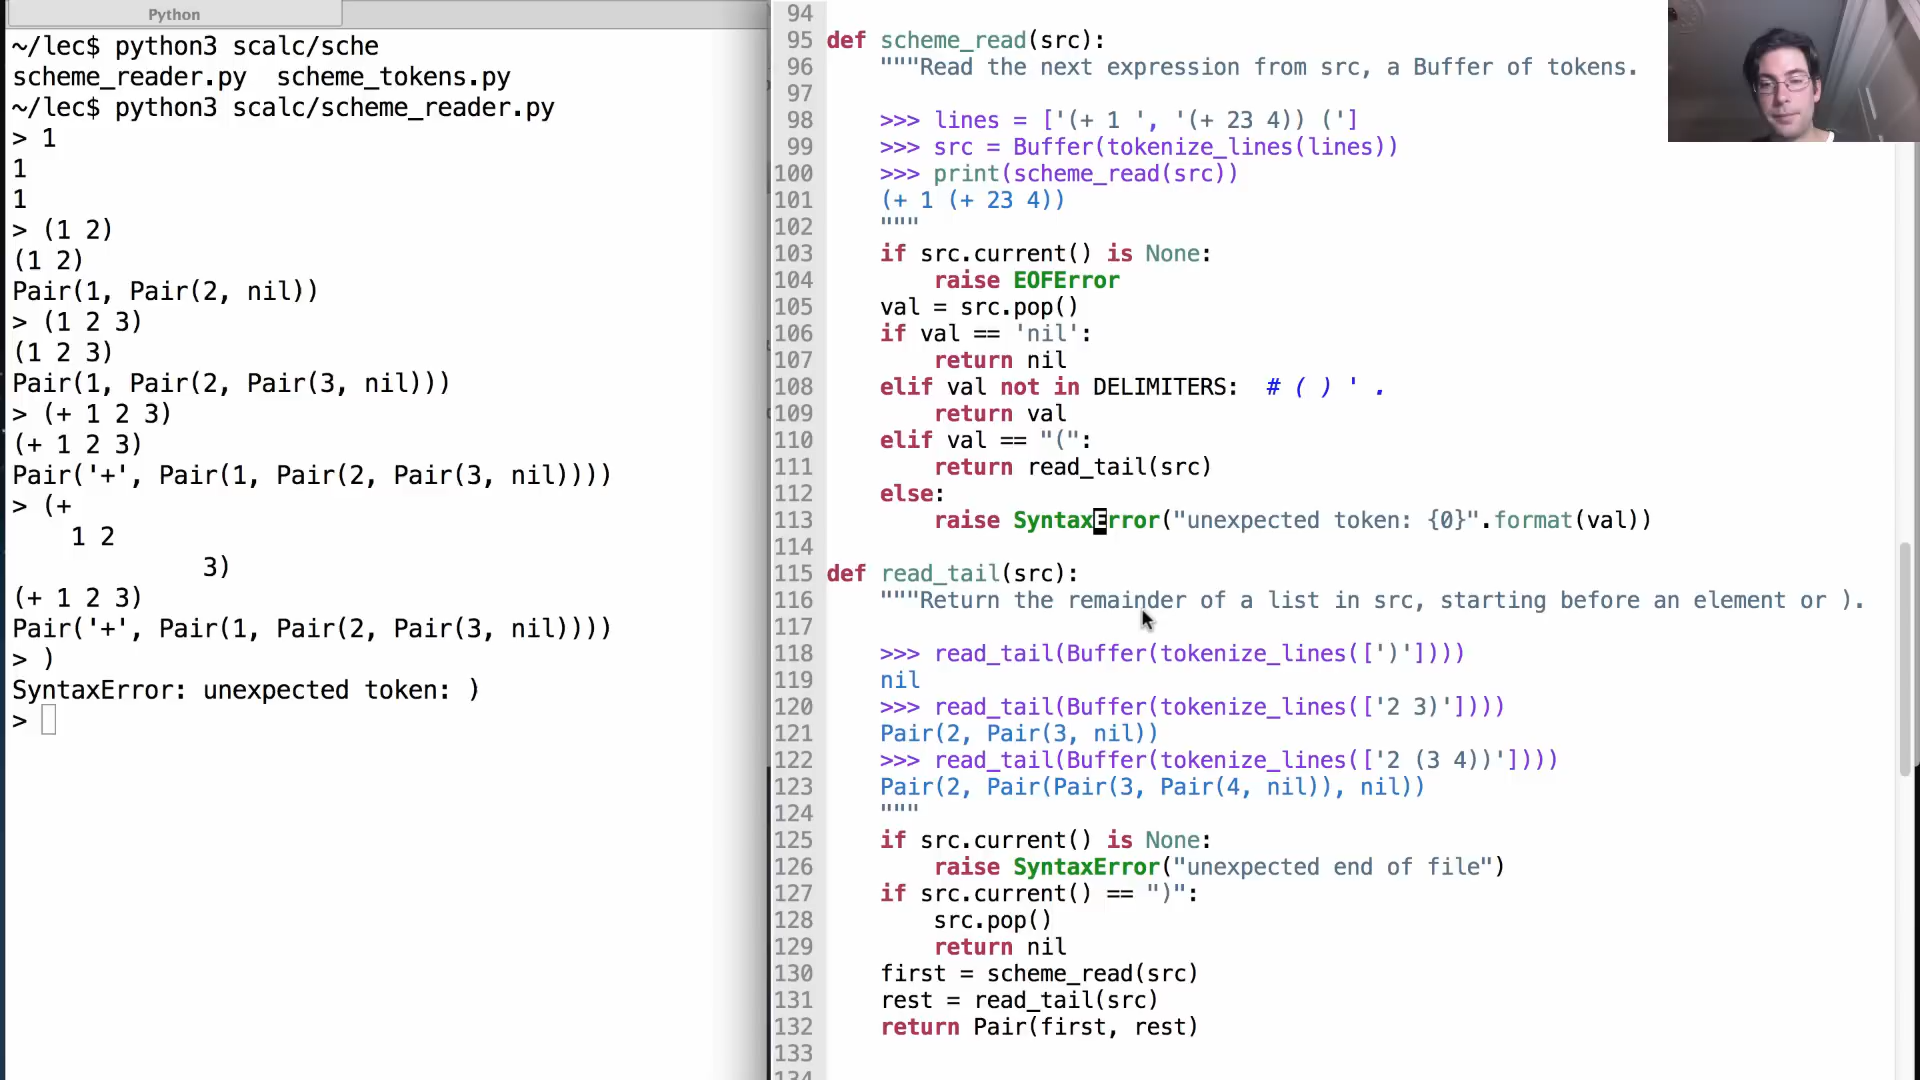 Python
~/lec$ python3 scalc/sche
scheme_reader.py  scheme_tokens.py
~/lec$ python3 scalc/scheme_reader.py
> 1
1
1
> (1 2)
(1 2)
Pair(1, Pair(2, nil))
> (1 2 3)
(1 2 3)
Pair(1, Pair(2, Pair(3, nil)))
> (+ 1 2 3)
(+ 1 2 3)
Pair('+', Pair(1, Pair(2, Pair(3, nil))))
> (+
    1 2
             3)
(+ 1 2 3)
Pair('+', Pair(1, Pair(2, Pair(3, nil))))
> )
SyntaxError: unexpected token: )
>
94
95 def scheme_read(src):
96     """Read the next expression from src, a Buffer of tokens.
97
98     >>> lines = ['(+ 1 ', '(+ 23 4)) (']
99     >>> src = Buffer(tokenize_lines(lines))
100     >>> print(scheme_read(src))
101     (+ 1 (+ 23 4))
102     """
103     if src.current() is None:
104         raise EOFError
105     val = src.pop()
106     if val == 'nil':
107         return nil
108     elif val not in DELIMITERS:  # ( ) ' .
109         return val
110     elif val == "(":
111         return read_tail(src)
112     else:
113         raise SyntaxError("unexpected token: {0}".format(val))
114
115 def read_tail(src):
116     """Return the remainder of a list in src, starting before an element or ).
117
118     >>> read_tail(Buffer(tokenize_lines([')'])))
119     nil
120     >>> read_tail(Buffer(tokenize_lines(['2 3)'])))
121     Pair(2, Pair(3, nil))
122     >>> read_tail(Buffer(tokenize_lines(['2 (3 4))'])))
123     Pair(2, Pair(Pair(3, Pair(4, nil)), nil))
124     """
125     if src.current() is None:
126         raise SyntaxError("unexpected end of file")
127     if src.current() == ")":
128         src.pop()
129         return nil
130     first = scheme_read(src)
131     rest = read_tail(src)
132     return Pair(first, rest)
133
134